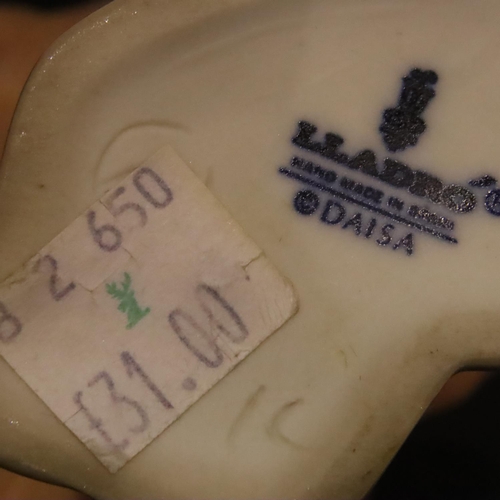 LLADRÓ
HAND MADE IN SPAIN
© DAISA
8 2 650
£31.00